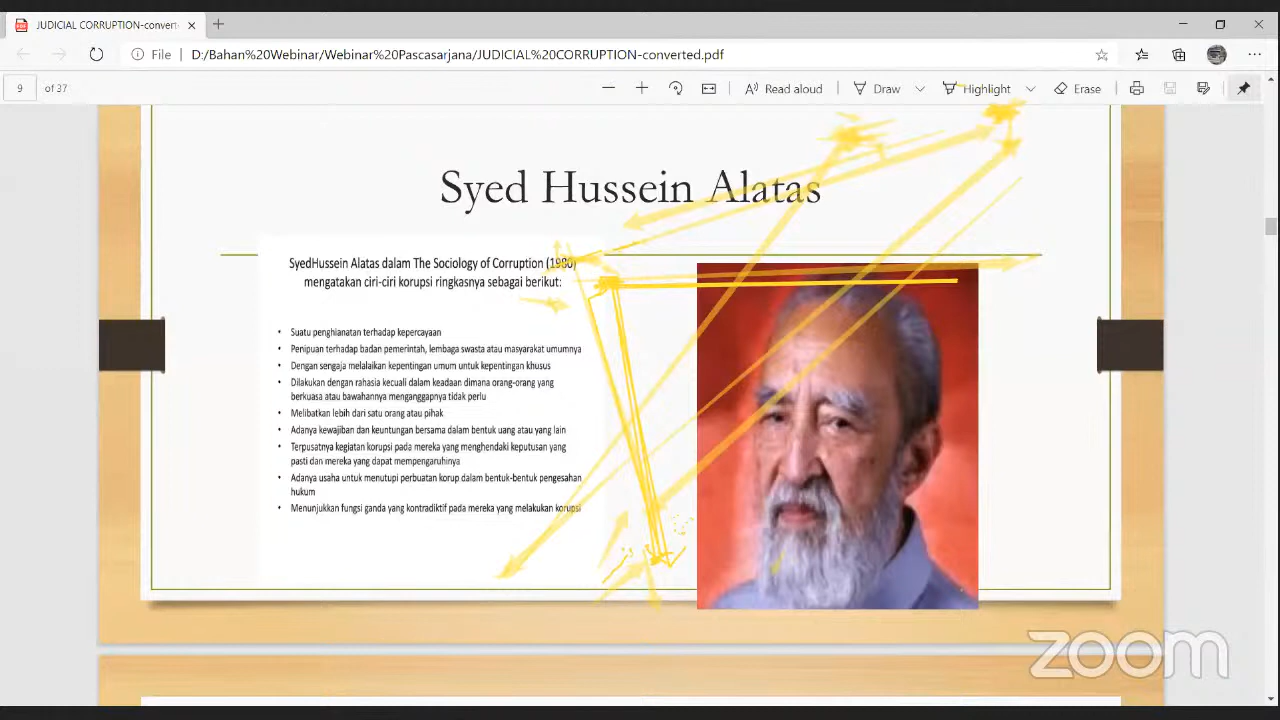 JUDICIAL CORRUPTION-convert
File D:/Bahan%20Webinar/Webinar%20Pascasarjana/JUDICIAL%20CORRUPTION-converted.pdf
9 of 37 Read aloud Draw Highlight Erase
Syed Hussein Alatas
SyedHussein Alatas dalam The Sociology of Corruption (1980)
mengatakan ciri-ciri korupsi ringkasnya sebagai berikut:
• Suatu penghianatan terhadap kepercayaan
• Penipuan terhadap badan pemerintah, lembaga swasta atau masyarakat umumnya
• Dengan sengaja melalaikan kepentingan umum untuk kepentingan khusus
• Dilakukan dengan rahasia kecuali dalam keadaan dimana orang-orang yang
berkuasa atau bawahannya menganggapnya tidak perlu
• Melibatkan lebih dari satu orang atau pihak
• Adanya kewajiban dan keuntungan bersama dalam bentuk uang atau yang lain
• Terpusatnya kegiatan korupsi pada mereka yang menghendaki keputusan yang
pasti dan mereka yang dapat mempengaruhinya
• Adanya usaha untuk menutupi perbuatan korup dalam bentuk-bentuk pengesahan
hukum
• Menunjukkan fungsi ganda yang kontradiktif pada mereka yang melakukan korupsi
zoom